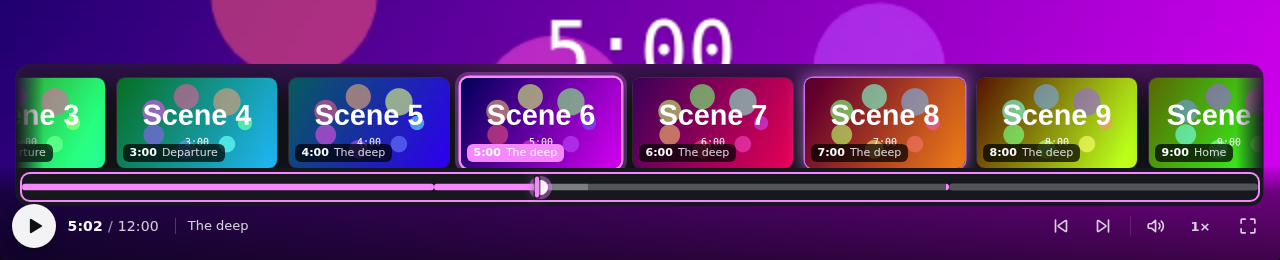 5:00
ne 3
Scene 4
3:00
3:00 Departure
Scene 5
4:00
4:00 The deep
Scene 6
5:00
5:00 The deep
Scene 7
6:00
6:00 The deep
Scene 8
7:00
7:00 The deep
Scene 9
8:00
8:00 The deep
Scene
9:00
9:00 Home
5:02 / 12:00 The deep
1×